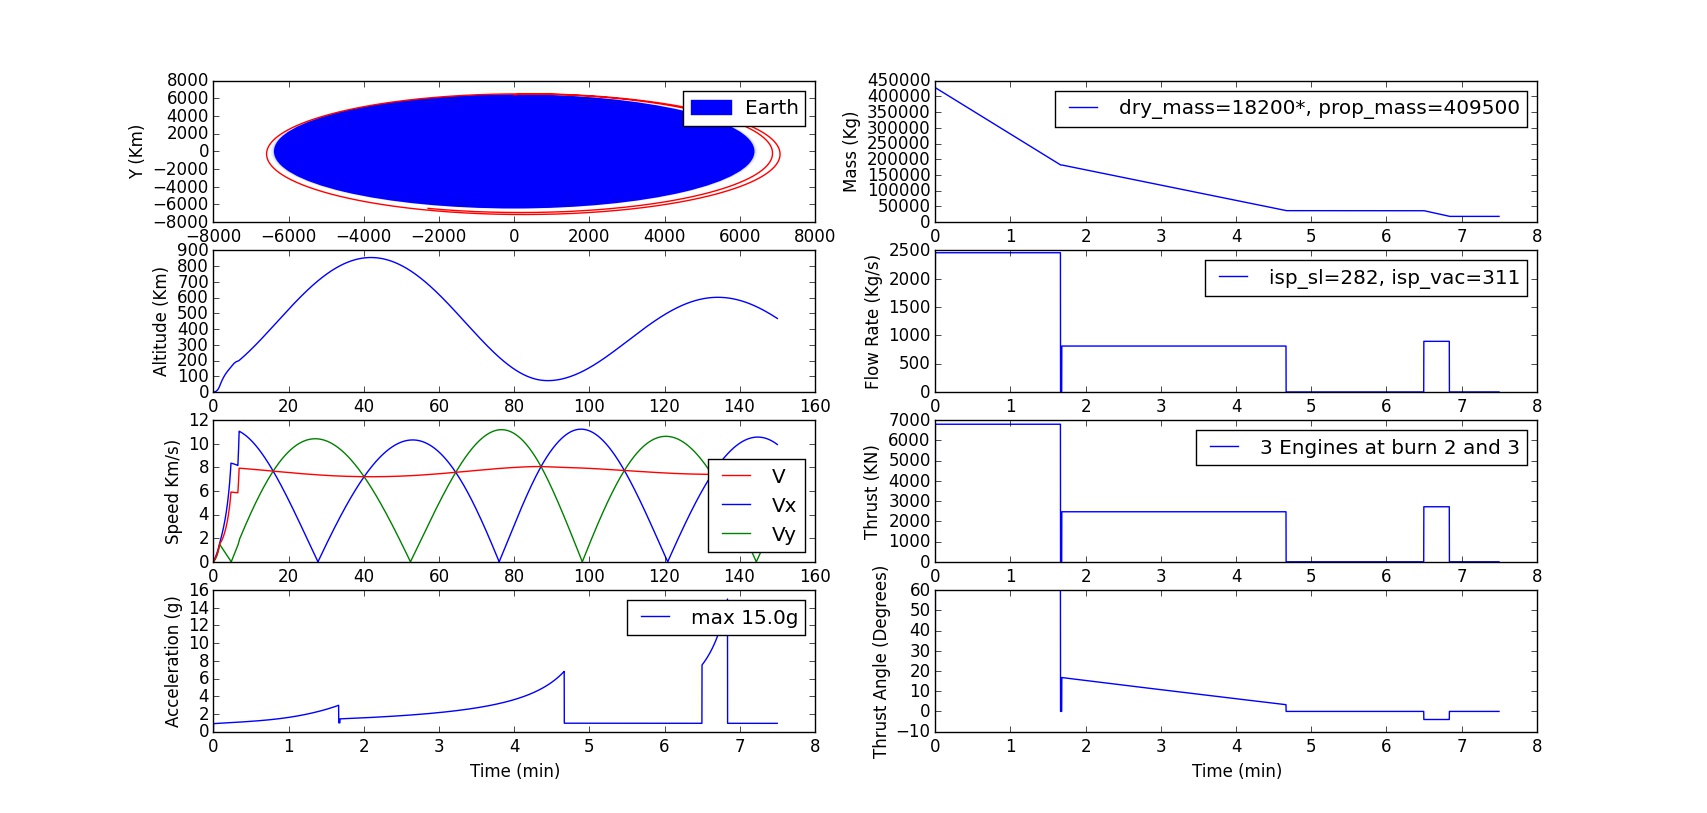 8000
6000
4000
2000
0
−2000
−4000
−6000
−8000
Y (Km)
Earth
−8000 −6000 −4000 −2000 0 2000 4000 6000 8000
450000
400000
350000
300000
250000
200000
150000
100000
50000
0
Mass (Kg)
dry_mass=18200*, prop_mass=409500
0 1 2 3 4 5 6 7 8
900
800
700
600
500
400
300
200
100
0
Altitude (Km)
0 20 40 60 80 100 120 140 160
2500
2000
1500
1000
500
0
Flow Rate (Kg/s)
isp_sl=282, isp_vac=311
0 1 2 3 4 5 6 7 8
12
10
8
6
4
2
0
Speed Km/s)
V
Vx
Vy
0 20 40 60 80 100 120 140 160
7000
6000
5000
4000
3000
2000
1000
0
Thrust (KN)
3 Engines at burn 2 and 3
0 1 2 3 4 5 6 7 8
16
14
12
10
8
6
4
2
0
Acceleration (g)
max 15.0g
0 1 2 3 4 5 6 7 8
Time (min)
60
50
40
30
20
10
0
−10
Thrust Angle (Degrees)
0 1 2 3 4 5 6 7 8
Time (min)